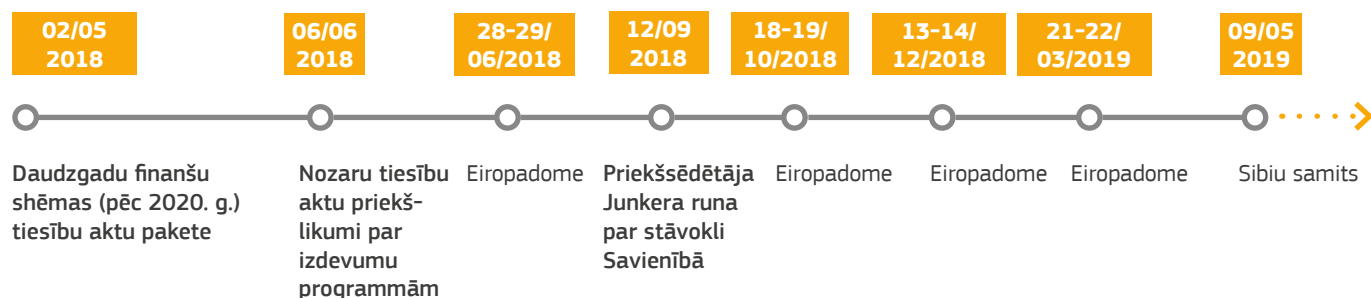 02/05
2018
06/06
2018
28-29/
06/2018
12/09
2018
18-19/
10/2018
13-14/
12/2018
21-22/
03/2019
09/05
2019
Daudzgadu finanšu
shēmas (pēc 2020. g.)
tiesību aktu pakete
Nozaru tiesību
aktu priekš-
likumi par
izdevumu
programmām
Eiropadome
Priekšsēdētāja
Junkera runa
par stāvokli
Savienībā
Eiropadome
Eiropadome
Eiropadome
Sibiu samits